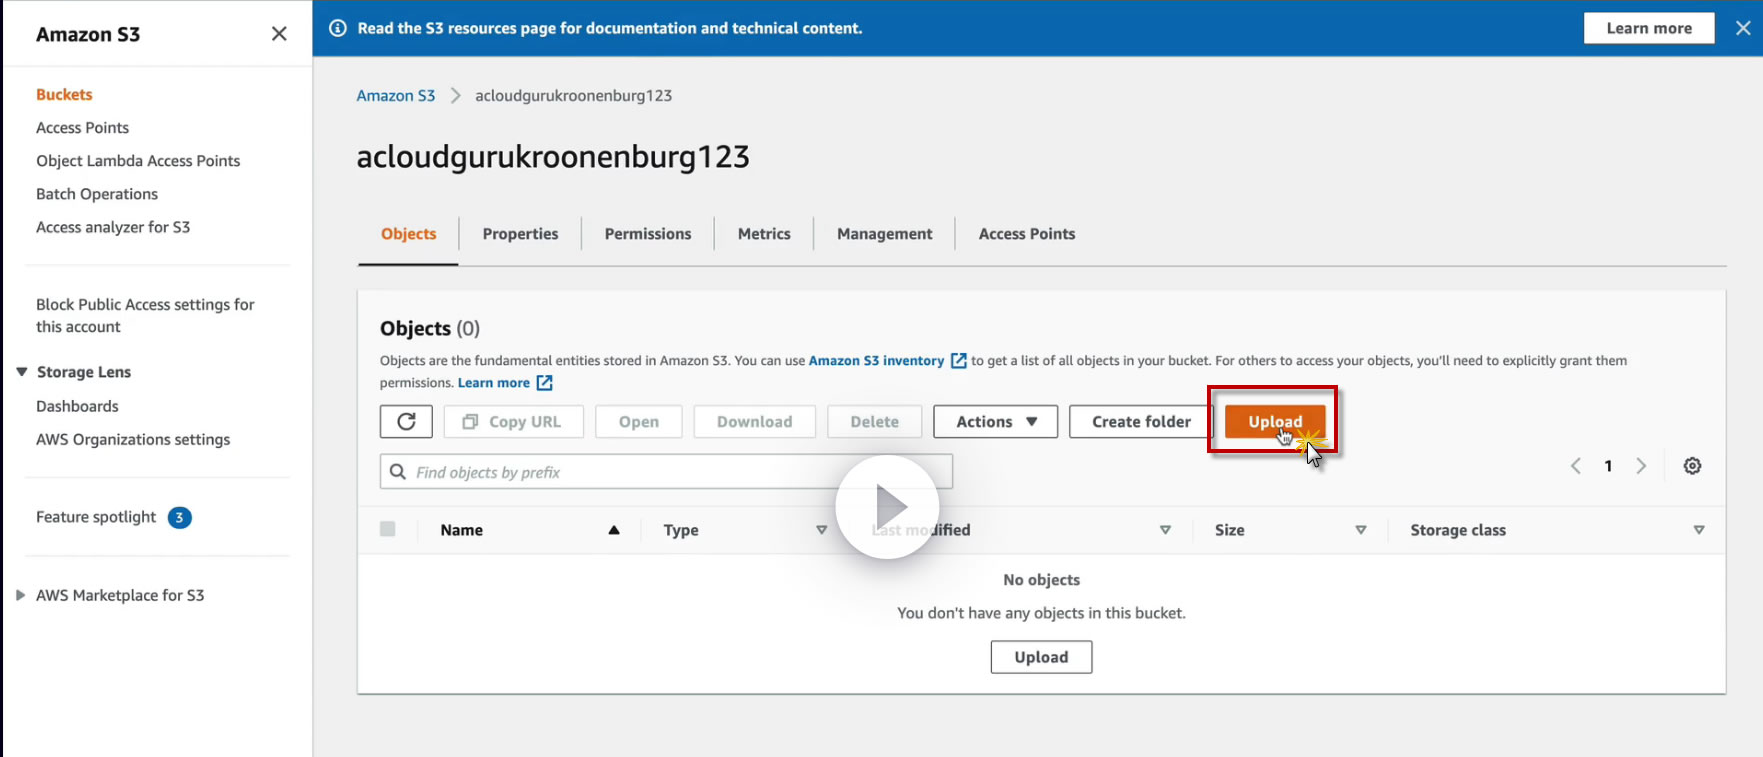 Amazon S3
Buckets
Access Points
Object Lambda Access Points
Batch Operations
Access analyzer for S3
Block Public Access settings for
this account
Storage Lens
Dashboards
AWS Organizations settings
Feature spotlight 3
AWS Marketplace for S3
Read the S3 resources page for documentation and technical content.
Learn more
Amazon S3 acloudgurukroonenburg123
acloudgurukroonenburg123
Objects Properties Permissions Metrics Management Access Points
Objects (0)
Objects are the fundamental entities stored in Amazon S3. You can use Amazon S3 inventory to get a list of all objects in your bucket. For others to access your objects, you'll need to explicitly grant them
permissions. Learn more
Copy URL Open Download Delete Actions Create folder Upload
Find objects by prefix
1
Name Type Last modified Size Storage class
No objects
You don't have any objects in this bucket.
Upload